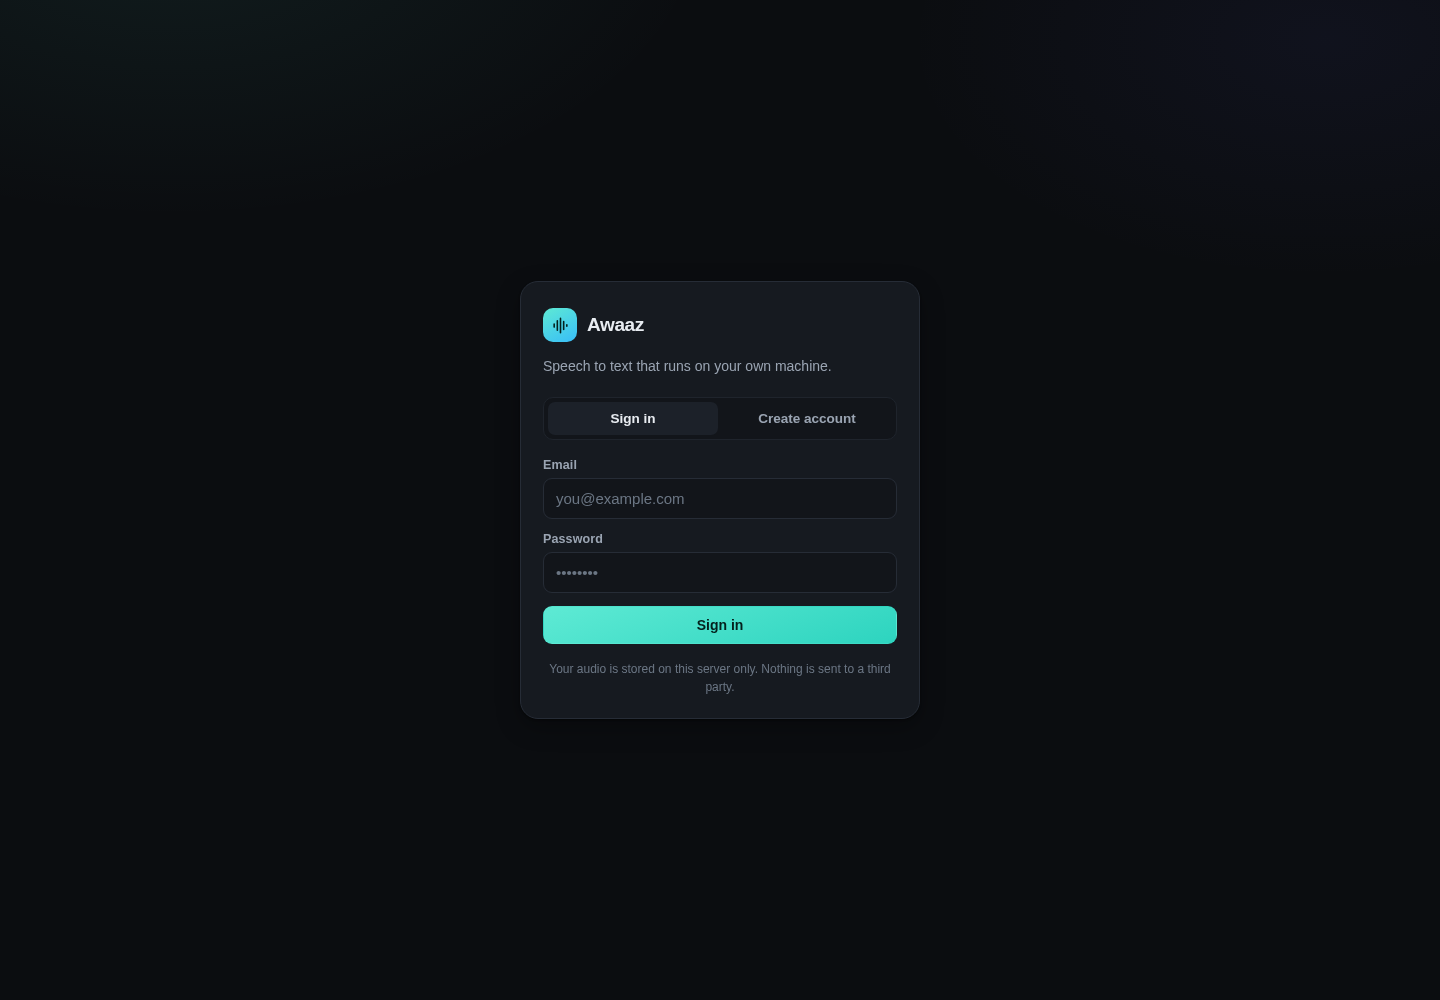 Awaaz
Speech to text that runs on your own machine.
Sign in
Create account
Email
you@example.com
Password
••••••••
Sign in
Your audio is stored on this server only. Nothing is sent to a third
party.